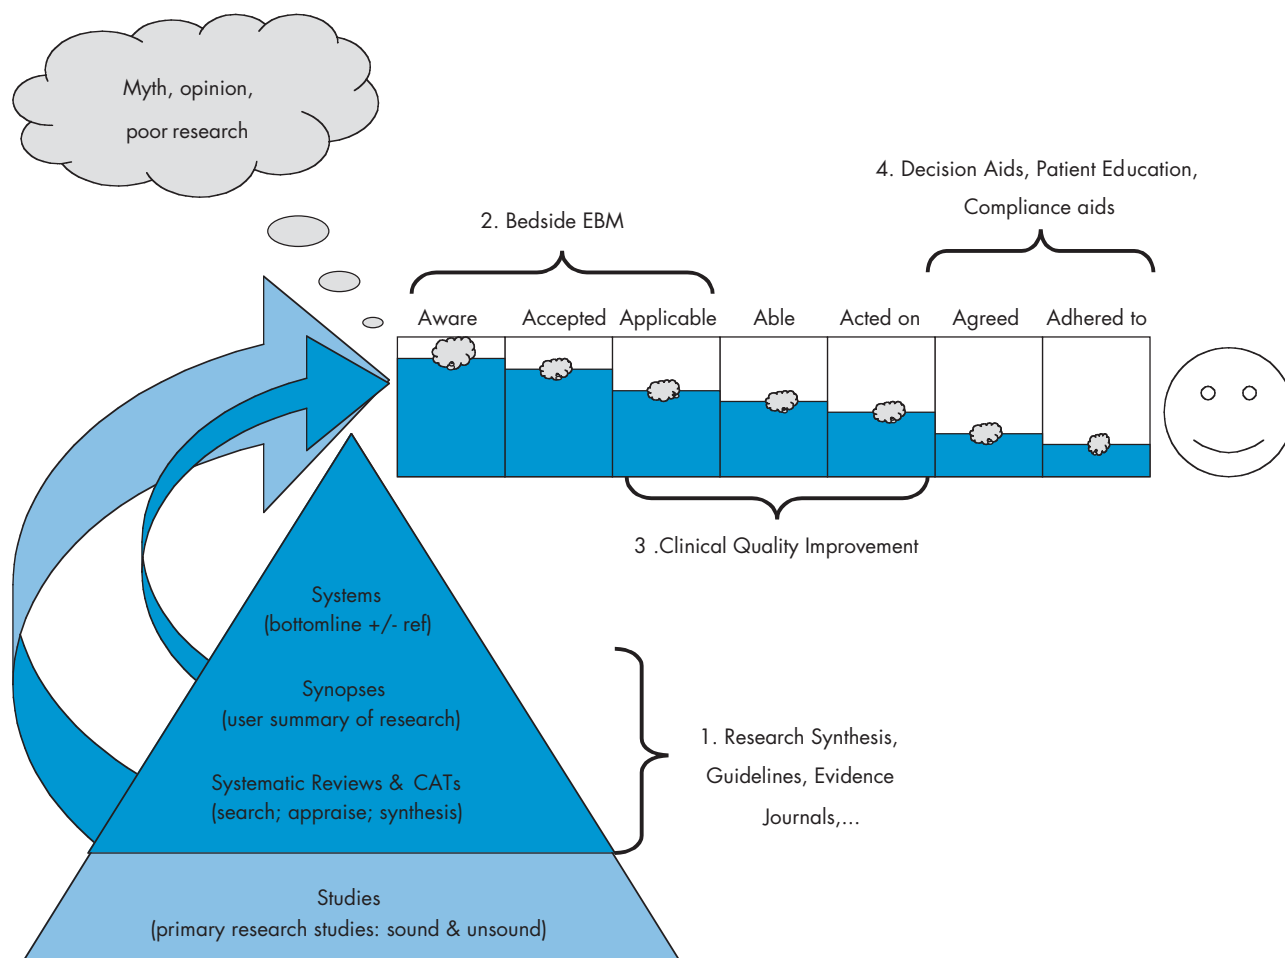 Myth, opinion,
poor research
4. Decision Aids, Patient Education,
Compliance aids
2. Bedside EBM
Aware
Accepted
Applicable
Able
Acted on
Agreed
Adhered to
3 .Clinical Quality Improvement
Systems
(bottomline +/- ref)
Synopses
(user summary of research)
Systematic Reviews & CATs
(search; appraise; synthesis)
1. Research Synthesis,
Guidelines, Evidence
Journals,...
Studies
(primary research studies: sound & unsound)